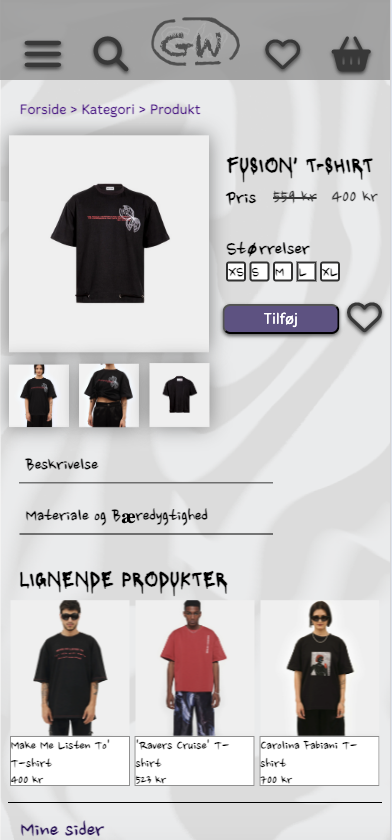 GW
Forside > Kategori > Produkt
FUSION' T-SHIRT
Pris 559 kr 400 kr
Størrelser
XS S M L XL
Tilføj
Beskrivelse
Materiale og Bæredygtighed
LIGNENDE PRODUKTER
Make Me Listen To'
T-shirt
400 kr
'Ravers Cruise' T-
shirt
523 kr
Carolina Fabiani T-
shirt
700 kr
Mine sider